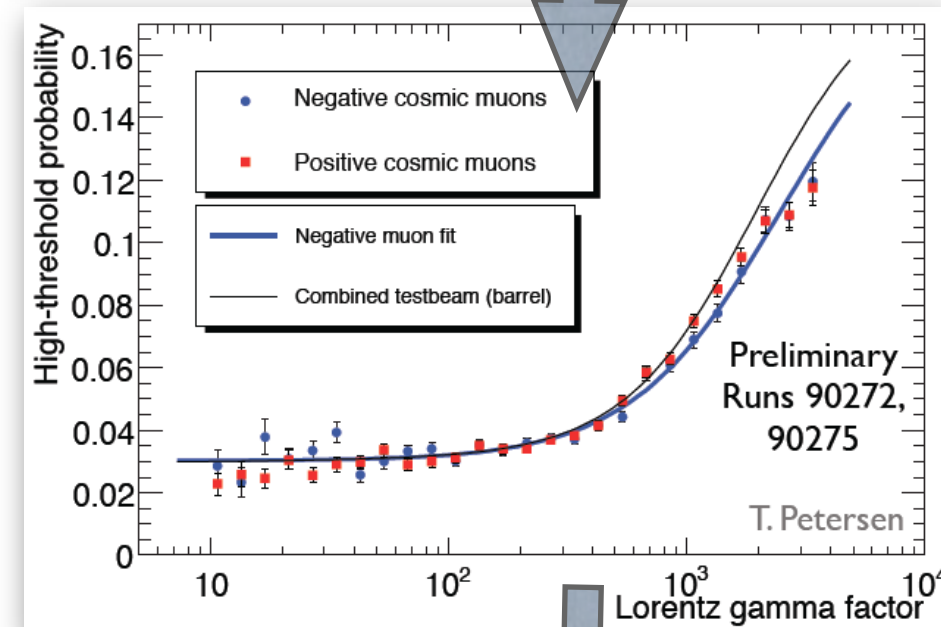 High-threshold probability
0.16
0.14
0.12
0.1
0.08
0.06
0.04
0.02
0
Negative cosmic muons
Positive cosmic muons
Negative muon fit
Combined testbeam (barrel)
Preliminary
Runs 90272,
90275
T. Petersen
10
10²
10³
10⁴
Lorentz gamma factor